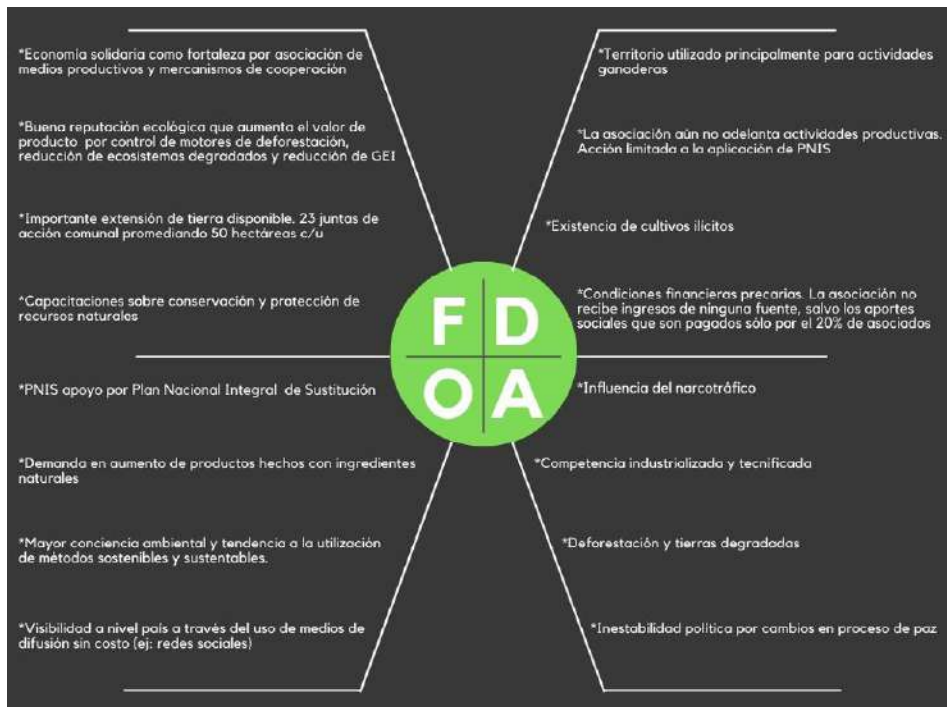 *Economía solidaria como fortaleza por asociación de
medios productivos y mecanismos de cooperación
*Buena reputación ecológica que aumenta el valor de
producto por control de motores de deforestación,
reducción de ecosistemas degradados y reducción de GEI
*Importante extensión de tierra disponible. 23 juntas de
acción comunal promediando 50 hectáreas c/u
*Capacitaciones sobre conservación y protección de
recursos naturales
*Territorio utilizado principalmente para actividades
ganaderas
*La asociación aún no adelanta actividades productivas.
Acción limitada a la aplicación de PNIS
*Existencia de cultivos ilícitos
*Condiciones financieras precarias. La asociación no
recibe ingresos de ninguna fuente, salvo los aportes
sociales que son pagados sólo por el 20% de asociados
F D
O A
*PNIS apoyo por Plan Nacional Integral de Sustitución
*Demanda en aumento de productos hechos con ingredientes
naturales
*Mayor conciencia ambiental y tendencia a la utilización
de métodos sostenibles y sustentables.
*Visibilidad a nivel país a través del uso de medios de
difusión sin costo (ej: redes sociales)
*Influencia del narcotráfico
*Competencia industrializada y tecnificada
*Deforestación y tierras degradadas
*Inestabilidad política por cambios en proceso de paz